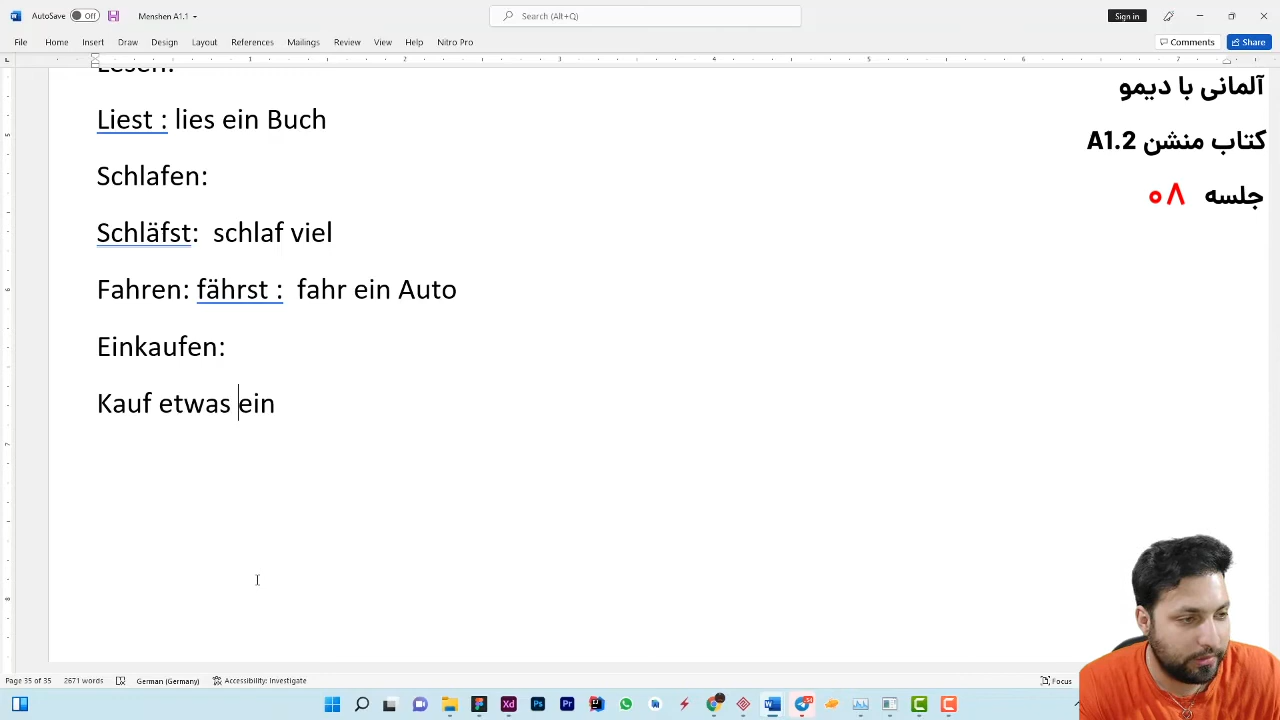 AutoSave Off Menshen A1.1 Search (Alt+Q) Sign in
File Home Insert Draw Design Layout References Mailings Review View Help Nitro Pro Comments Share
Lesen:
Liest : lies ein Buch
Schlafen:
Schläfst: schlaf viel
Fahren: fährst : fahr ein Auto
Einkaufen:
Kauf etwas ein
آلمانی با دیمو
کتاب منشن A1.2
جلسه ۰۸
Page 35 of 35 2671 words German (Germany) Accessibility: Investigate Focus